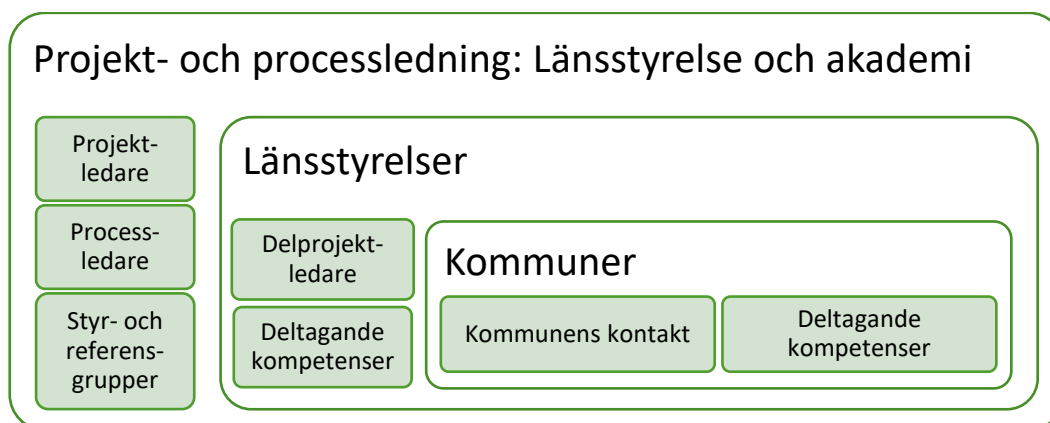 Projekt- och processledning: Länsstyrelse och akademi
Projekt-
ledare
Process-
ledare
Styr- och
referens-
grupper
Länsstyrelser
Delprojekt-
ledare
Deltagande
kompetenser
Kommuner
Kommunens kontakt
Deltagande
kompetenser